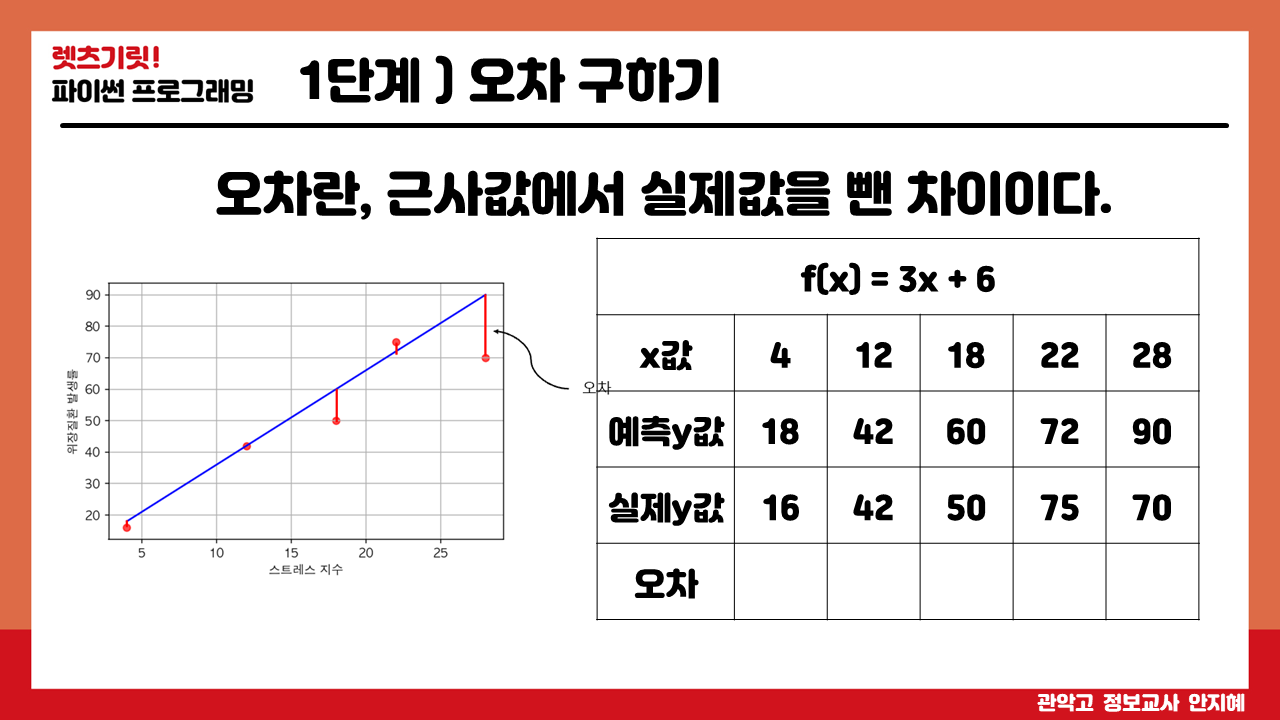 렛츠기릿!
파이썬 프로그래밍
1단계 ) 오차 구하기
오차란, 근사값에서 실제값을 뺀 차이이다.
90
80
70
60
50
40
30
20
위장질환 발생률
5 10 15 20 25
스트레스 지수
오차
f(x) = 3x + 6
x값 4 12 18 22 28
예측y값 18 42 60 72 90
실제y값 16 42 50 75 70
오차
관악고 정보교사 안지혜